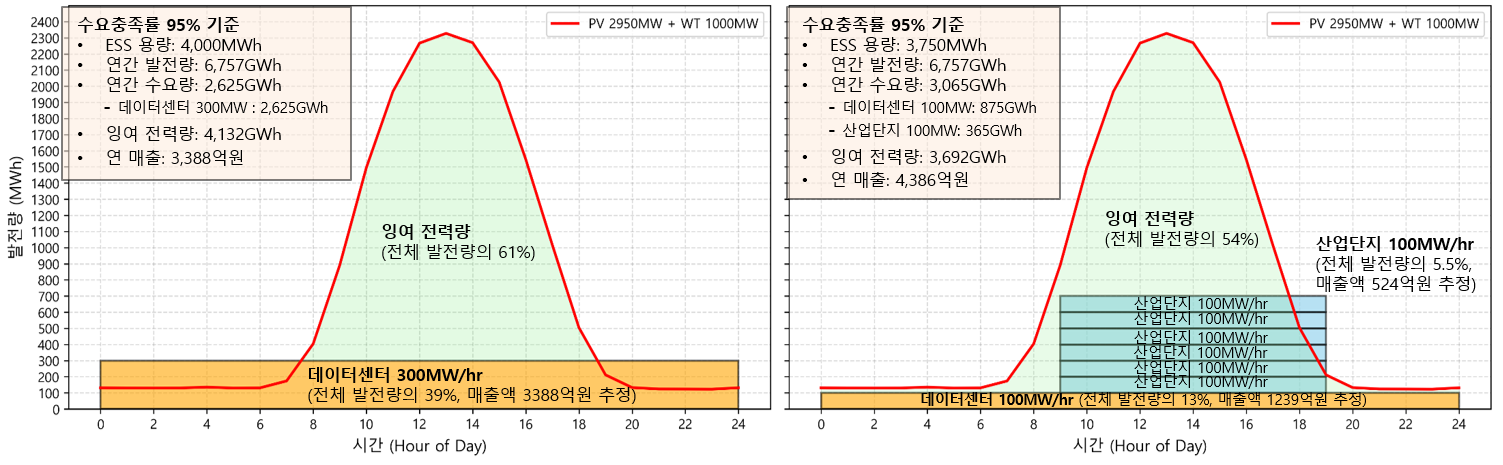 수요충족률 95% 기준
• ESS 용량: 4,000MWh
• 연간 발전량: 6,757GWh
• 연간 수요량: 2,625GWh
- 데이터센터 300MW : 2,625GWh
• 잉여 전력량: 4,132GWh
• 연 매출: 3,388억원
PV 2950MW + WT 1000MW
잉여 전력량
(전체 발전량의 61%)
데이터센터 300MW/hr
(전체 발전량의 39%, 매출액 3388억원 추정)
발전량 (MWh)
2400
2300
2200
2100
2000
1900
1800
1700
1600
1500
1400
1300
1200
1100
1000
900
800
700
600
500
400
300
200
100
0
0 2 4 6 8 10 12 14 16 18 20 22 24
시간 (Hour of Day)
수요충족률 95% 기준
• ESS 용량: 3,750MWh
• 연간 발전량: 6,757GWh
• 연간 수요량: 3,065GWh
- 데이터센터 100MW: 875GWh
- 산업단지 100MW: 365GWh
• 잉여 전력량: 3,692GWh
• 연 매출: 4,386억원
PV 2950MW + WT 1000MW
잉여 전력량
(전체 발전량의 54%)
산업단지 100MW/hr
(전체 발전량의 5.5%,
매출액 524억원 추정)
산업단지 100MW/hr
산업단지 100MW/hr
산업단지 100MW/hr
산업단지 100MW/hr
산업단지 100MW/hr
산업단지 100MW/hr
데이터센터 100MW/hr (전체 발전량의 13%, 매출액 1239억원 추정)
0 2 4 6 8 10 12 14 16 18 20 22 24
시간 (Hour of Day)